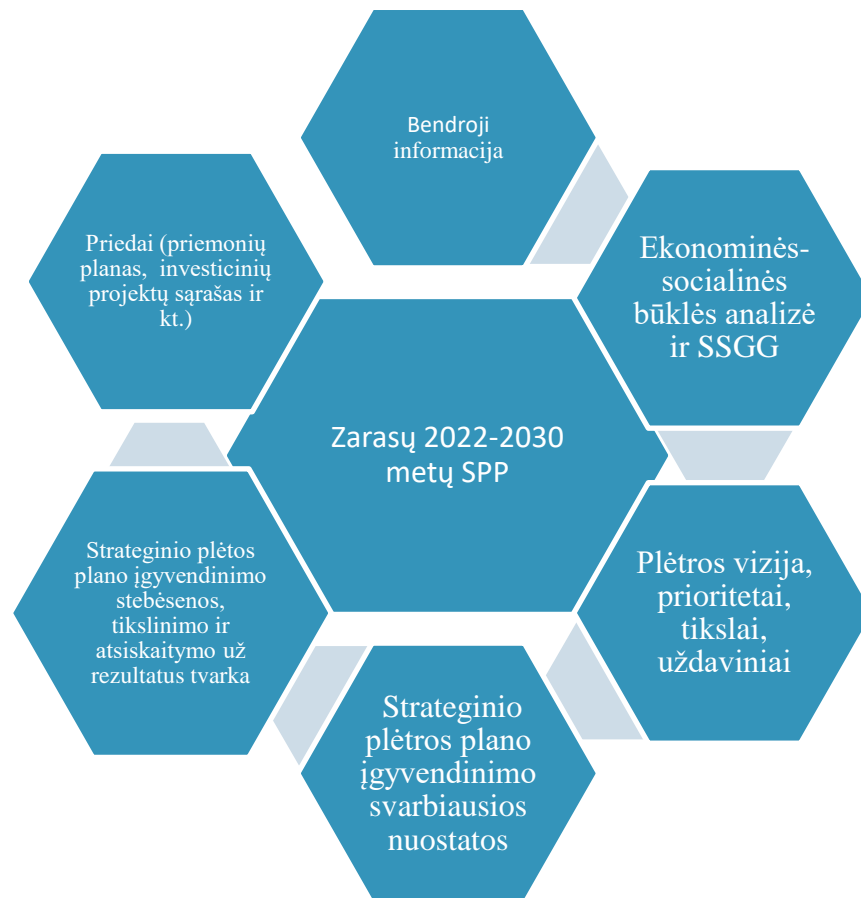 Bendroji
informacija
Ekonominės-
socialinės
būklės analizė
ir SSGG
Plėtros vizija,
prioritetai,
tikslai,
uždaviniai
Strateginio
plėtros plano
įgyvendinimo
svarbiausios
nuostatos
Strateginio plėtos
plano įgyvendinimo
stebėsenos,
tikslinimo ir
atsiskaitymo už
rezultatus tvarka
Priedai (priemonių
planas, investicinių
projektų sąrašas ir
kt.)
Zarasų 2022-2030
metų SPP